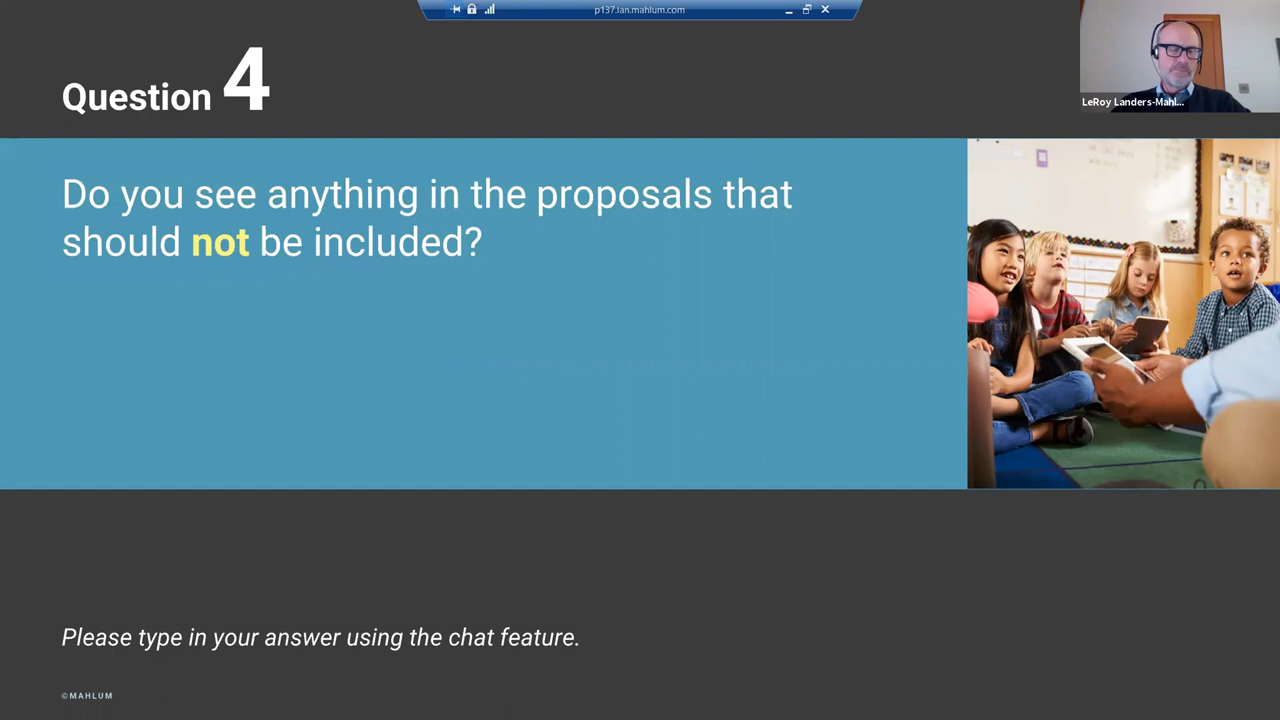 p137.lan.mahlum.com
Question 4
LeRoy Landers-Mahl...
Do you see anything in the proposals that
should not be included?
Please type in your answer using the chat feature.
©MAHLUM